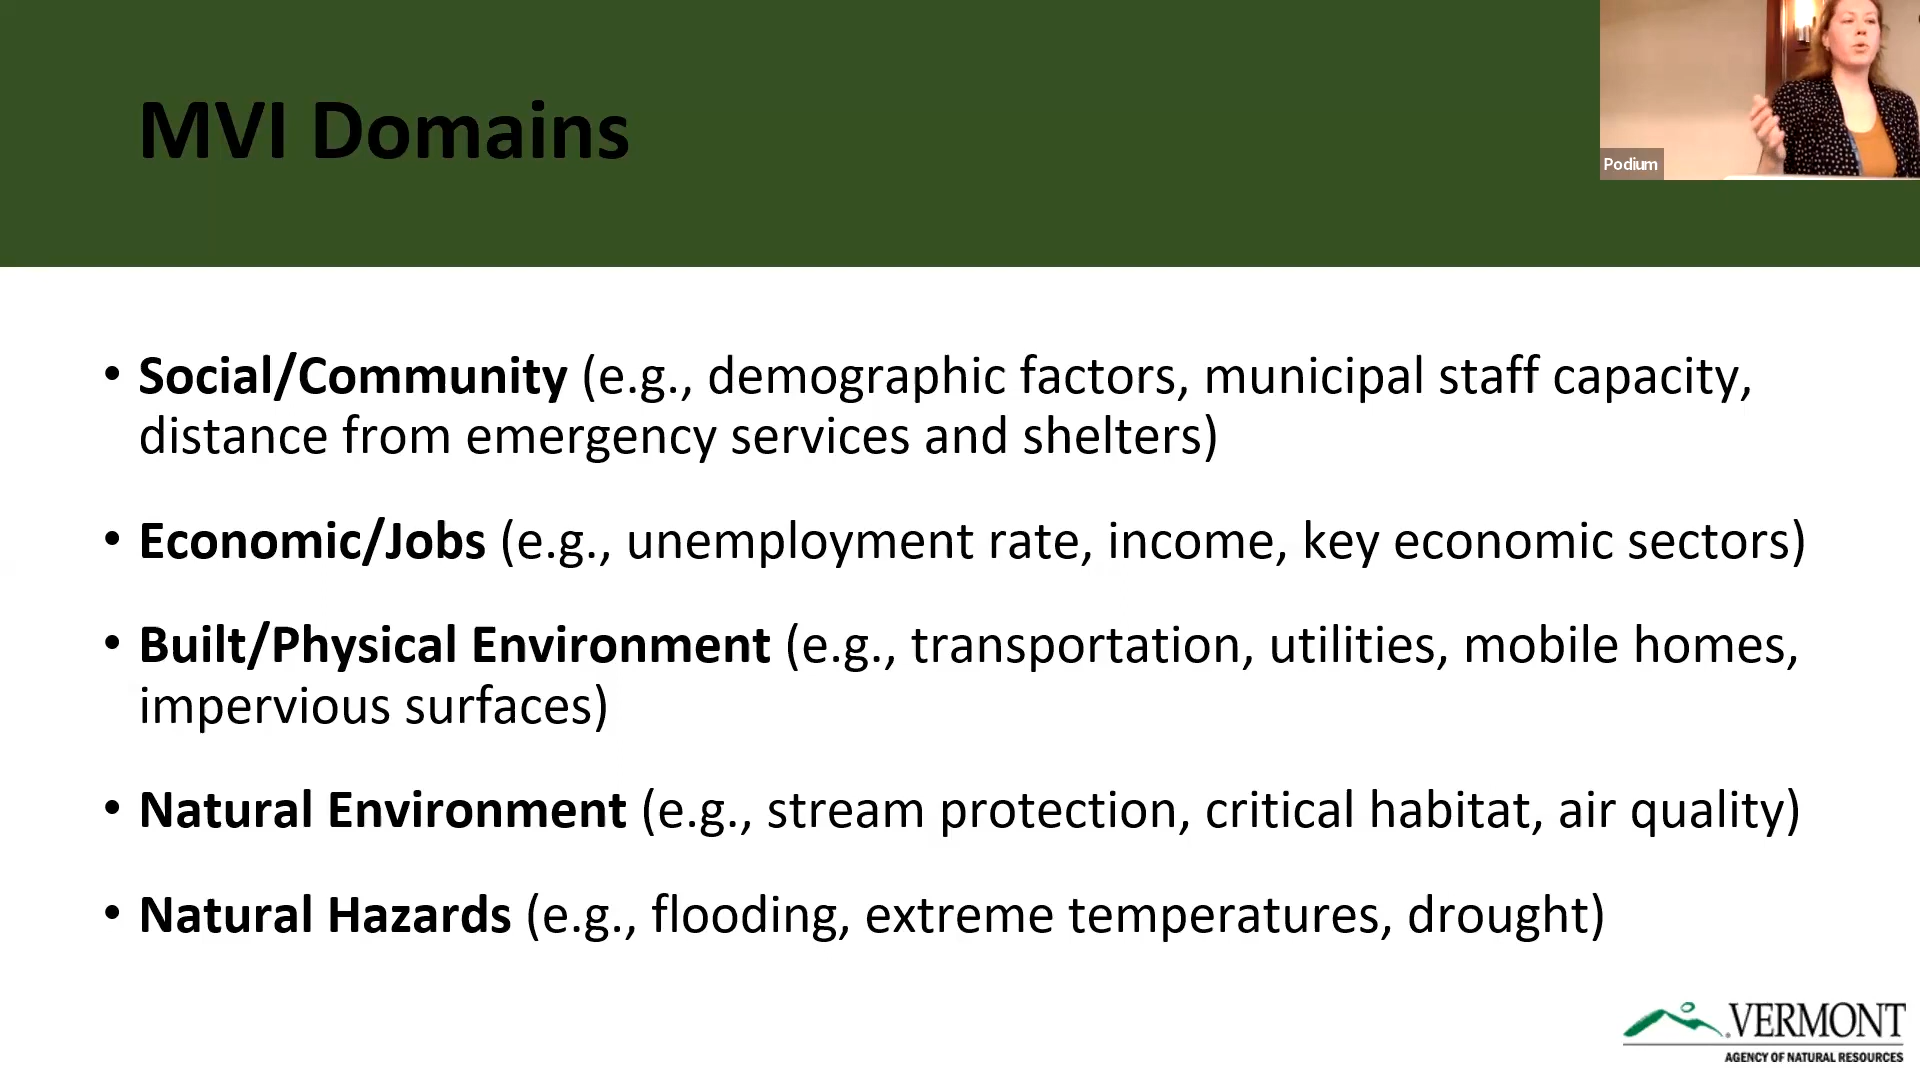 MVI Domains
Podium
• Social/Community (e.g., demographic factors, municipal staff capacity,
distance from emergency services and shelters)
• Economic/Jobs (e.g., unemployment rate, income, key economic sectors)
• Built/Physical Environment (e.g., transportation, utilities, mobile homes,
impervious surfaces)
• Natural Environment (e.g., stream protection, critical habitat, air quality)
• Natural Hazards (e.g., flooding, extreme temperatures, drought)
VERMONT
AGENCY OF NATURAL RESOURCES